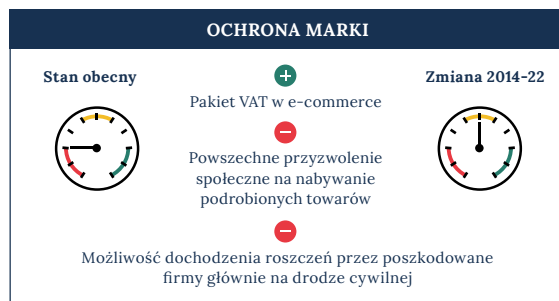 OCHRONA MARKI
Stan obecny
Pakiet VAT w e-commerce
Zmiana 2014-22
Powszechne przyzwolenie
społeczne na nabywanie
podrobionych towarów
Możliwość dochodzenia roszczeń przez poszkodowane
firmy głównie na drodze cywilnej